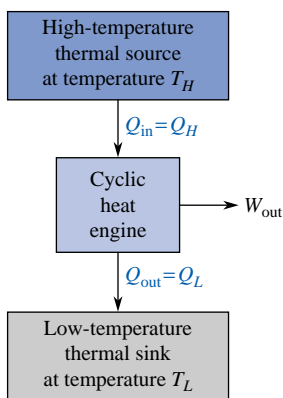 High-temperature
thermal source
at temperature T_H
Q_in = Q_H
Cyclic
heat
engine
W_out
Q_out = Q_L
Low-temperature
thermal sink
at temperature T_L